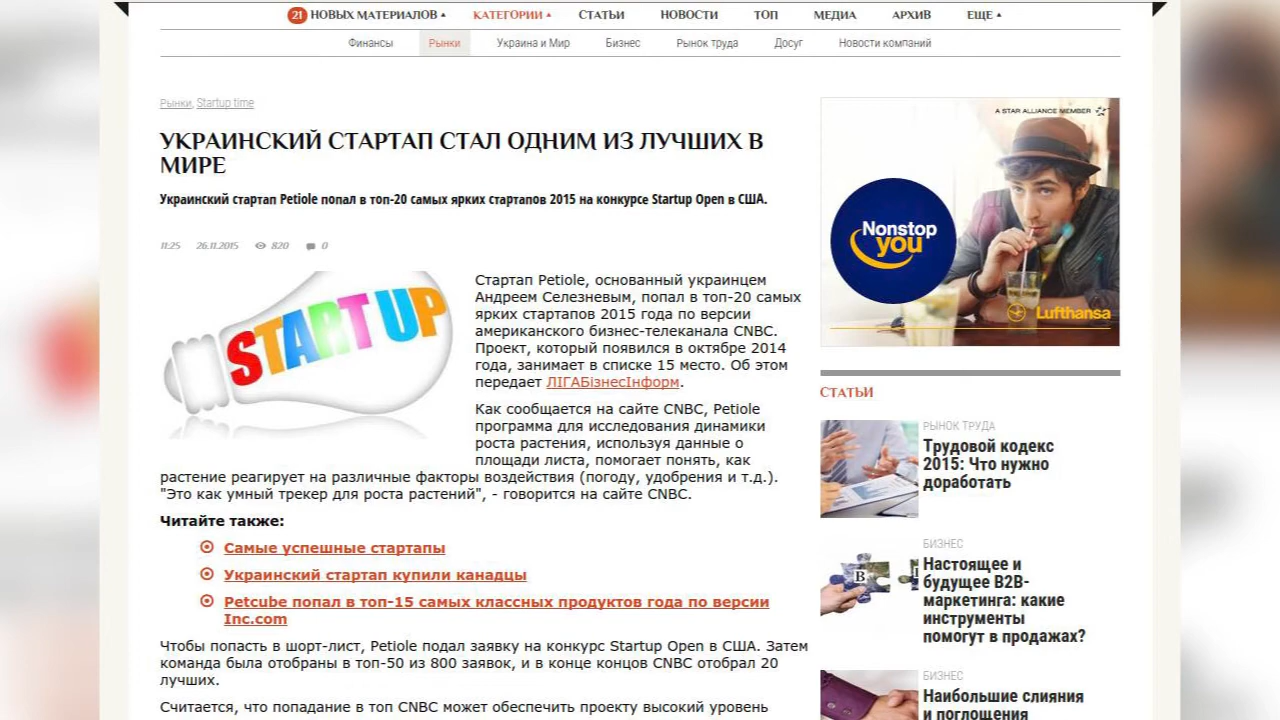 21 НОВЫХ МАТЕРИАЛОВ КАТЕГОРИИ СТАТЬИ НОВОСТИ ТОП МЕДИА АРХИВ ЕЩЕ
Финансы Рынки Украина и Мир Бизнес Рынок труда Досуг Новости компаний
Рынки, Startup time
УКРАИНСКИЙ СТАРТАП СТАЛ ОДНИМ ИЗ ЛУЧШИХ В
МИРЕ
Украинский стартап Petiole попал в топ-20 самых ярких стартапов 2015 на конкурсе Startup Open в США.
11:25 26.11.2015 820 0
START UP
Стартап Petiole, основанный украинцем
Андреем Селезневым, попал в топ-20 самых
ярких стартапов 2015 года по версии
американского бизнес-телеканала CNBC.
Проект, который появился в октябре 2014
года, занимает в списке 15 место. Об этом
передает ЛІГАБізнесІнформ.
Как сообщается на сайте CNBC, Petiole
программа для исследования динамики
роста растения, используя данные о
площади листа, помогает понять, как
растение реагирует на различные факторы воздействия (погоду, удобрения и т.д.).
"Это как умный трекер для роста растений", - говорится на сайте CNBC.
Читайте также:
Самые успешные стартапы
Украинский стартап купили канадцы
Petcube попал в топ-15 самых классных продуктов года по версии
Inc.com
Чтобы попасть в шорт-лист, Petiole подал заявку на конкурс Startup Open в США. Затем
команда была отобраны в топ-50 из 800 заявок, и в конце концов CNBC отобрал 20
лучших.
Считается, что попадание в топ CNBC может обеспечить проекту высокий уровень
A STAR ALLIANCE MEMBER
Nonstop
you
Lufthansa
СТАТЬИ
РЫНОК ТРУДА
Трудовой кодекс
2015: Что нужно
доработать
БИЗНЕС
B
Настоящее и
будущее B2B-
маркетинга: какие
инструменты
помогут в продажах?
БИЗНЕС
Наибольшие слияния
и поглощения